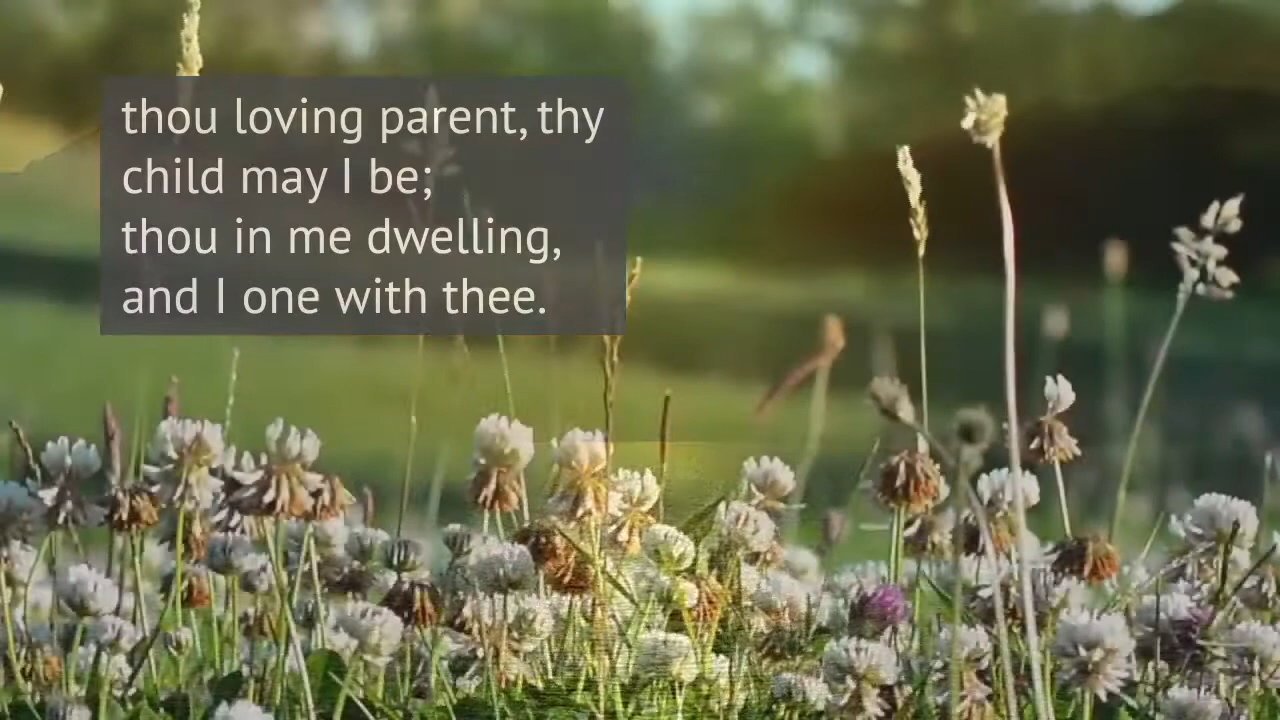 thou loving parent, thy
child may I be;
thou in me dwelling,
and I one with thee.